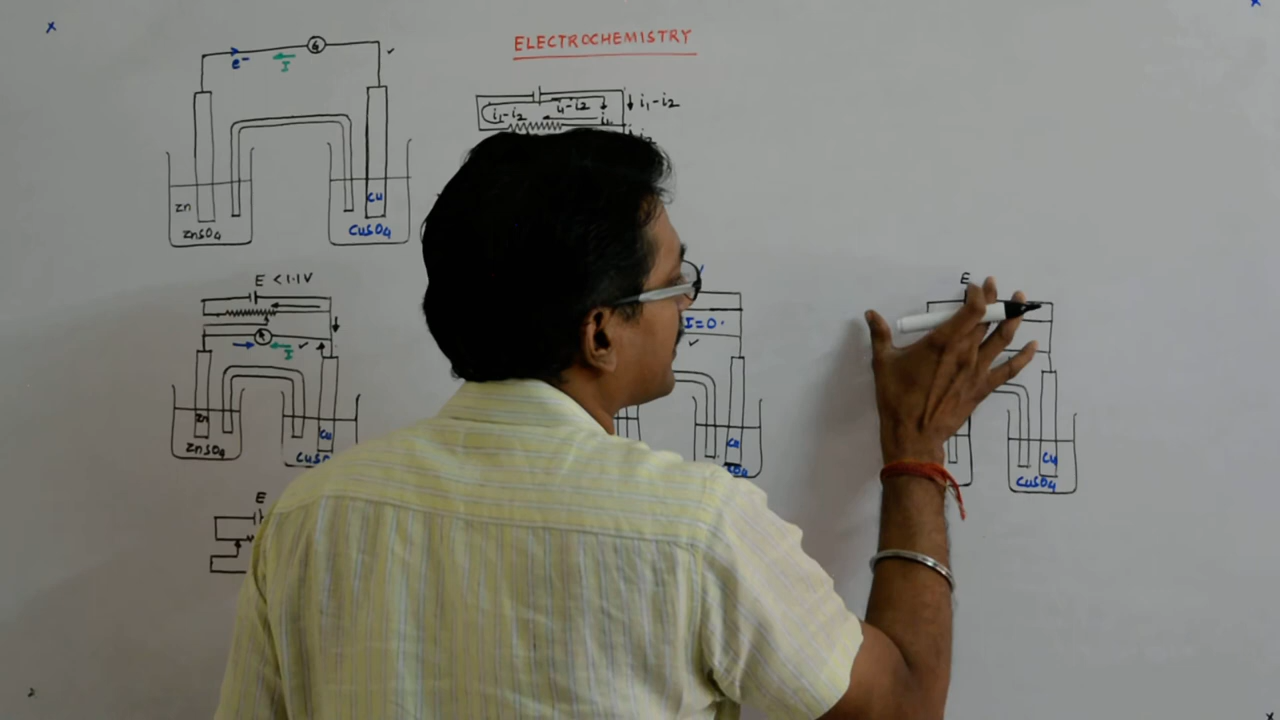 ELECTROCHEMISTRY
G
e-
I
Zn
ZnSO4
Cu
CuSO4
i1-i2
i1-i2
i1-i2
E <1.1V
I
Zn
ZnSO4
Cu
I=0
Cu
E
Cu
CuSO4
E